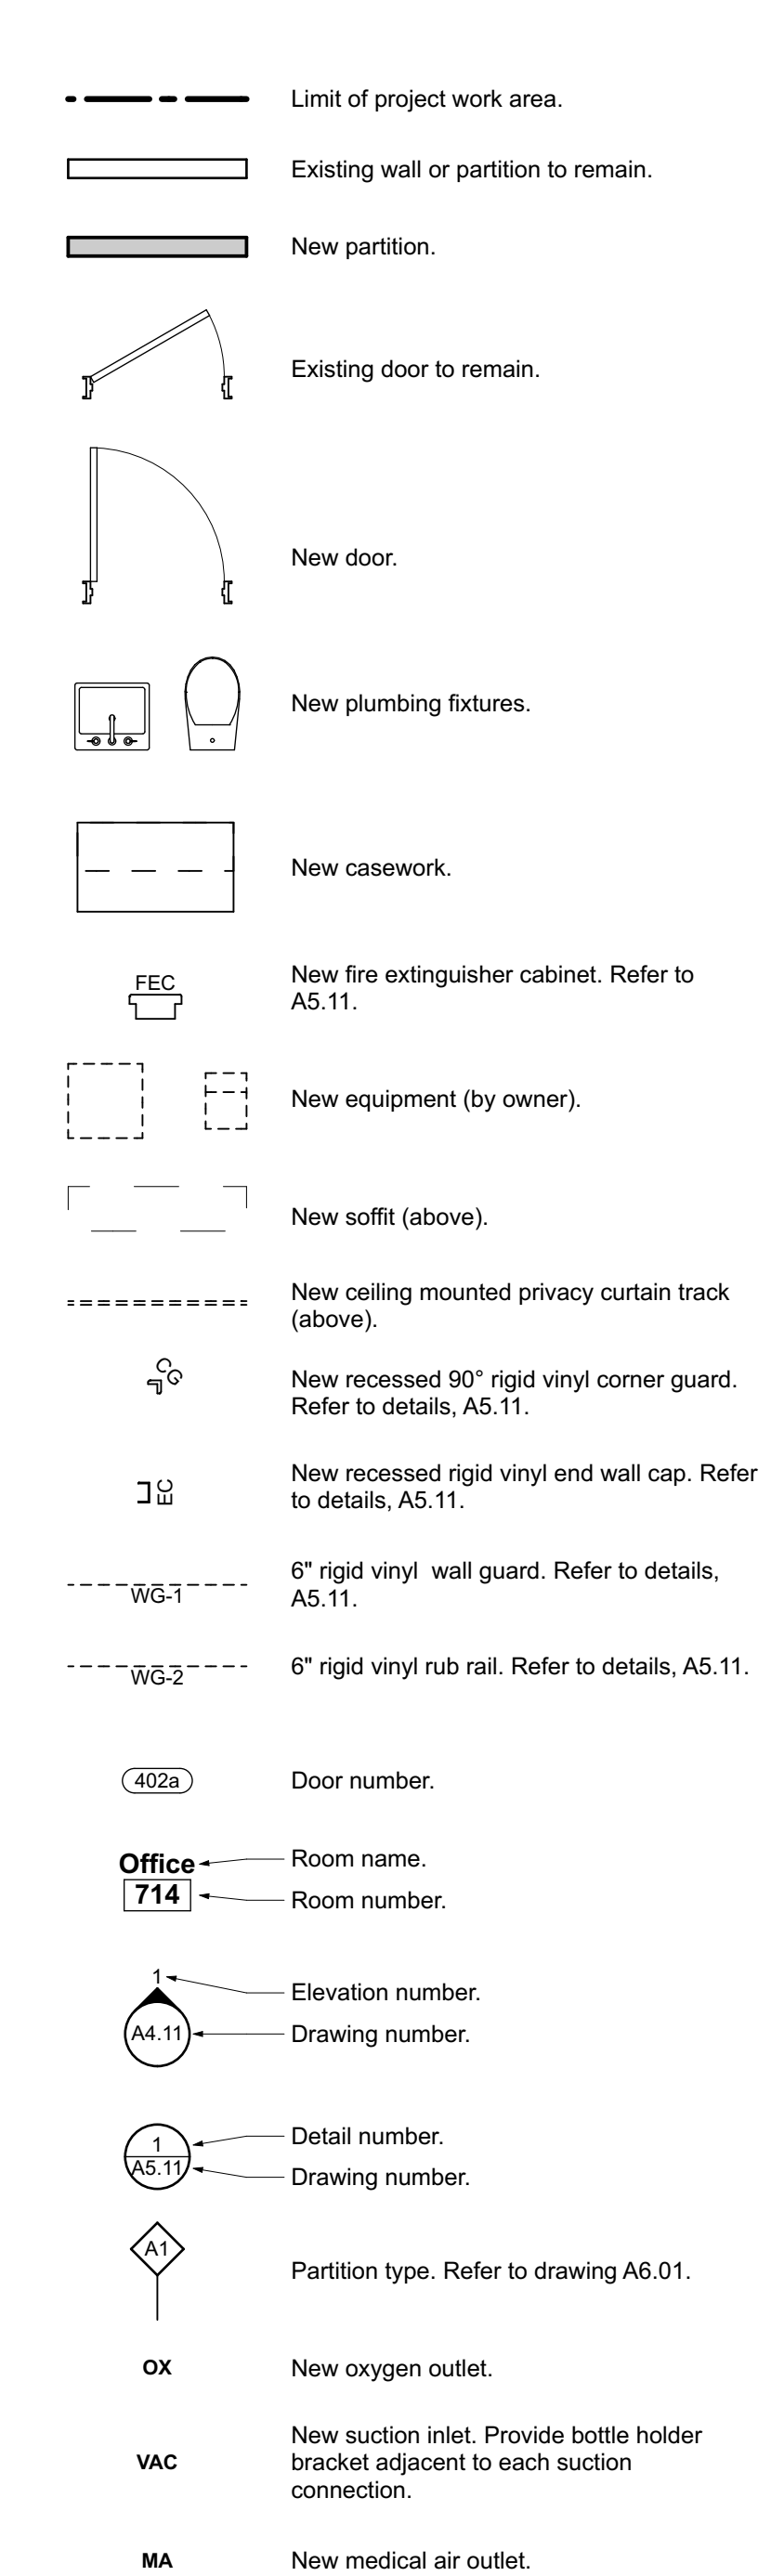 Limit of project work area.
Existing wall or partition to remain.
New partition.
Existing door to remain.
New door.
New plumbing fixtures.
New casework.
FEC
New fire extinguisher cabinet. Refer to
A5.11.
New equipment (by owner).
New soffit (above).
New ceiling mounted privacy curtain track
(above).
CG
New recessed 90° rigid vinyl corner guard.
Refer to details, A5.11.
EC
New recessed rigid vinyl end wall cap. Refer
to details, A5.11.
WG-1
6" rigid vinyl  wall guard. Refer to details,
A5.11.
WG-2
6" rigid vinyl rub rail. Refer to details, A5.11.
402a
Door number.
Office
Room name.
714
Room number.
1
Elevation number.
A4.11
Drawing number.
1
Detail number.
A5.11
Drawing number.
A1
Partition type. Refer to drawing A6.01.
OX
New oxygen outlet.
VAC
New suction inlet. Provide bottle holder
bracket adjacent to each suction
connection.
MA
New medical air outlet.